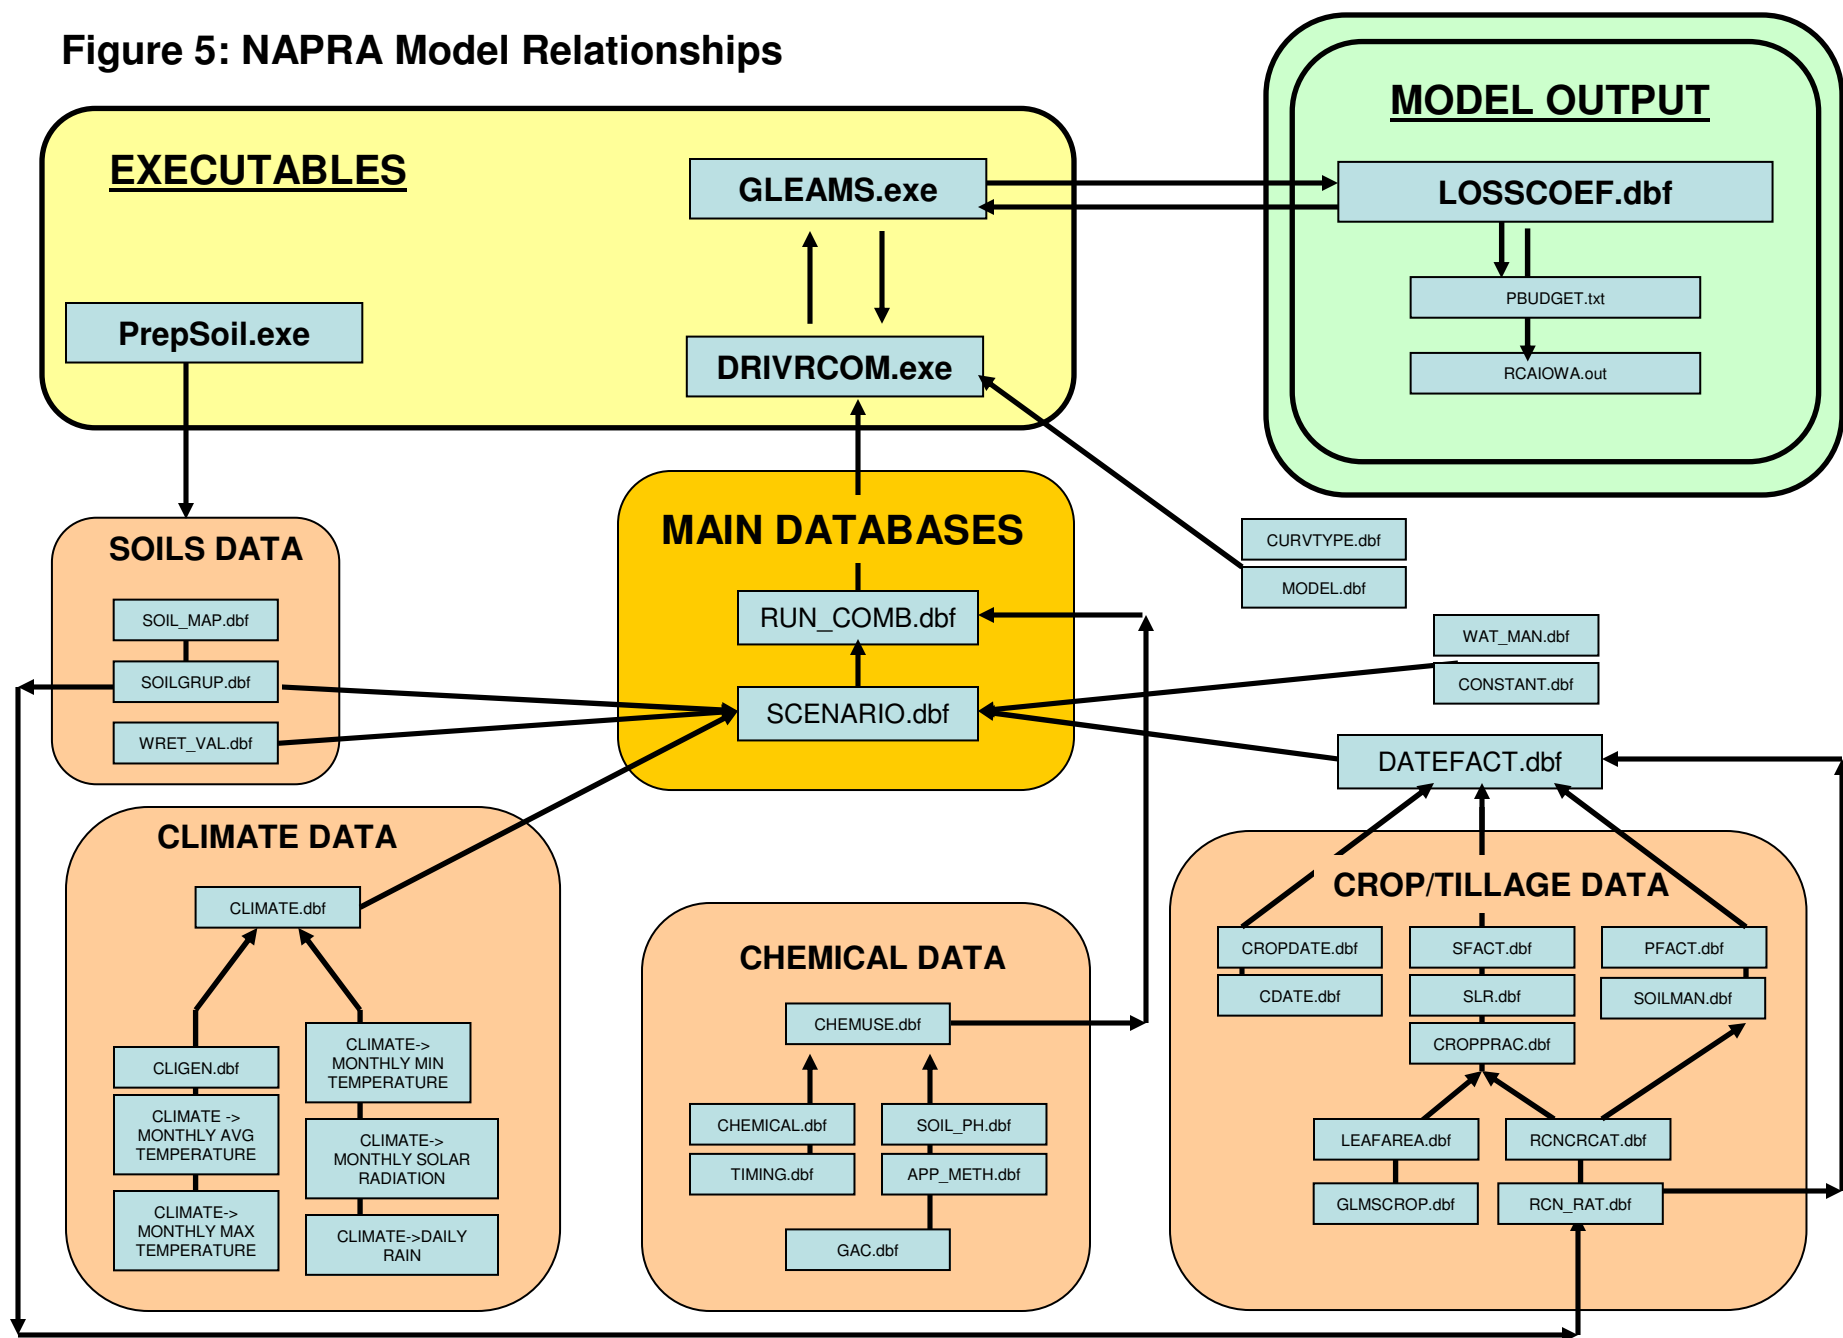 Figure 5: NAPRA Model Relationships
EXECUTABLES
GLEAMS.exe
PrepSoil.exe
DRIVRCOM.exe
MODEL OUTPUT
LOSSCOEF.dbf
PBUDGET.txt
RCAIOWA.out
SOILS DATA
SOIL_MAP.dbf
SOILGRUP.dbf
WRET_VAL.dbf
MAIN DATABASES
RUN_COMB.dbf
SCENARIO.dbf
CURVTYPE.dbf
MODEL.dbf
WAT_MAN.dbf
CONSTANT.dbf
DATEFACT.dbf
CLIMATE DATA
CLIMATE.dbf
CLIGEN.dbf
CLIMATE ->
MONTHLY AVG
TEMPERATURE
CLIMATE->
MONTHLY MAX
TEMPERATURE
CLIMATE->
MONTHLY MIN
TEMPERATURE
CLIMATE->
MONTHLY SOLAR
RADIATION
CLIMATE->DAILY
RAIN
CHEMICAL DATA
CHEMUSE.dbf
CHEMICAL.dbf
TIMING.dbf
SOIL_PH.dbf
APP_METH.dbf
GAC.dbf
CROP/TILLAGE DATA
CROPDATE.dbf
CDATE.dbf
SFACT.dbf
SLR.dbf
CROPPRAC.dbf
PFACT.dbf
SOILMAN.dbf
LEAFAREA.dbf
GLMSCROP.dbf
RCNCRCAT.dbf
RCN_RAT.dbf